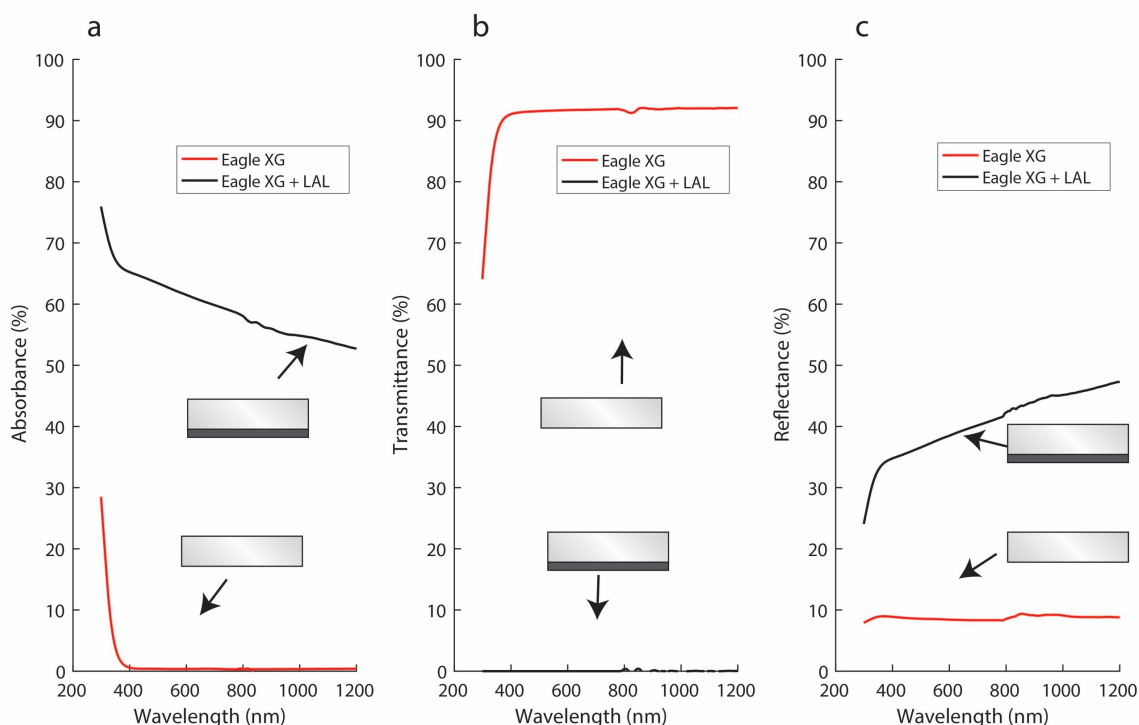 a
100
90
80
70
60
50
40
30
20
10
0
Absorbance (%)
Eagle XG
Eagle XG + LAL
200 400 600 800 1000 1200
Wavelength (nm)
b
100
90
80
70
60
50
40
30
20
10
0
Transmittance (%)
Eagle XG
Eagle XG + LAL
200 400 600 800 1000 1200
Wavelength (nm)
c
100
90
80
70
60
50
40
30
20
10
0
Reflectance (%)
Eagle XG
Eagle XG + LAL
200 400 600 800 1000 1200
Wavelength (nm)